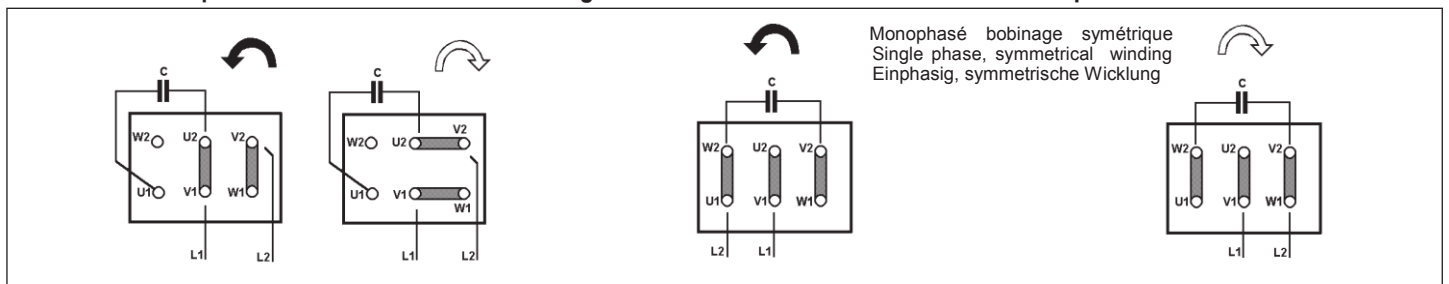 C
W2 U2 V2
U1 V1 W1
L1 L2
C
W2 U2 V2
U1 V1 W1
L1 L2
C
W2 U2 V2
U1 V1 W1
L2 L1
Monophasé bobinage symétrique
Single phase, symmetrical winding
Einphasig, symmetrische Wicklung
C
W2 U2 V2
U1 V1 W1
L1 L2